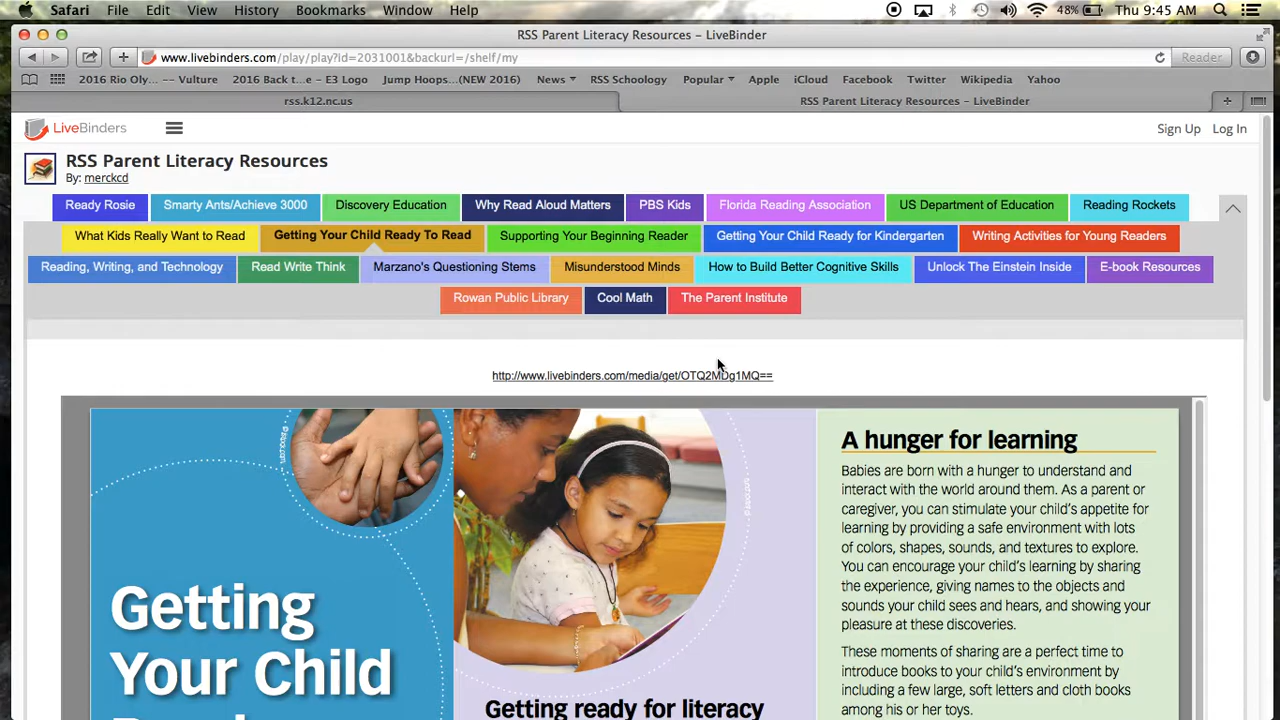 Safari File Edit View History Bookmarks Window Help 48% Thu 9:45 AM
RSS Parent Literacy Resources – LiveBinder
www.livebinders.com/play/play?id=2031001&backurl=/shelf/my Reader
2016 Rio Oly... –– Vulture 2016 Back t...– E3 Logo Jump Hoops...(NEW 2016) News RSS Schoology Popular Apple iCloud Facebook Twitter Wikipedia Yahoo
rss.k12.nc.us RSS Parent Literacy Resources – LiveBinder
LiveBinders Sign Up Log In
RSS Parent Literacy Resources
By: merckcd
Ready Rosie Smarty Ants/Achieve 3000 Discovery Education Why Read Aloud Matters PBS Kids Florida Reading Association US Department of Education Reading Rockets
What Kids Really Want to Read Getting Your Child Ready To Read Supporting Your Beginning Reader Getting Your Child Ready for Kindergarten Writing Activities for Young Readers
Reading, Writing, and Technology Read Write Think Marzano's Questioning Stems Misunderstood Minds How to Build Better Cognitive Skills Unlock The Einstein Inside E-book Resources
Rowan Public Library Cool Math The Parent Institute
http://www.livebinders.com/media/get/OTQ2MDg1MQ==
Getting
Your Child
Getting ready for literacy
A hunger for learning
Babies are born with a hunger to understand and
interact with the world around them. As a parent or
caregiver, you can stimulate your child's appetite for
learning by providing a safe environment with lots
of colors, shapes, sounds, and textures to explore.
You can encourage your child's learning by sharing
the experience, giving names to the objects and
sounds your child sees and hears, and showing your
pleasure at these discoveries.
These moments of sharing are a perfect time to
introduce books to your child's environment by
including a few large, soft letters and cloth books
among his or her toys.